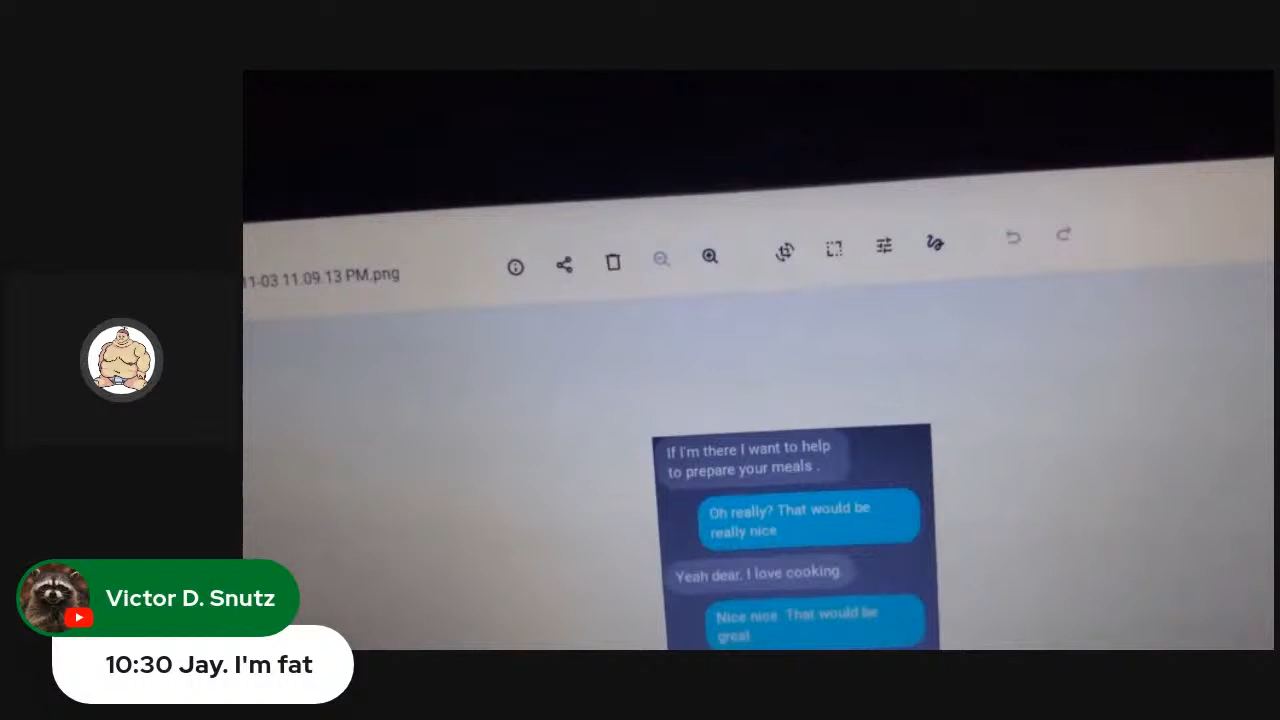 11-03 11.09.13 PM.png
If I'm there I want to help
to prepare your meals .
Oh really? That would be
really nice
Yeah dear, I love cooking
Nice nice. That would be
great
Victor D. Snutz
10:30 Jay. I'm fat